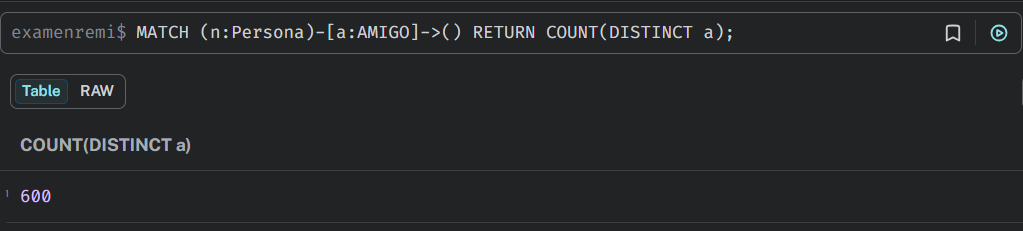 examenremi$ MATCH (n:Persona)-[a:AMIGO]->() RETURN COUNT(DISTINCT a);
Table RAW
COUNT(DISTINCT a)
1 600